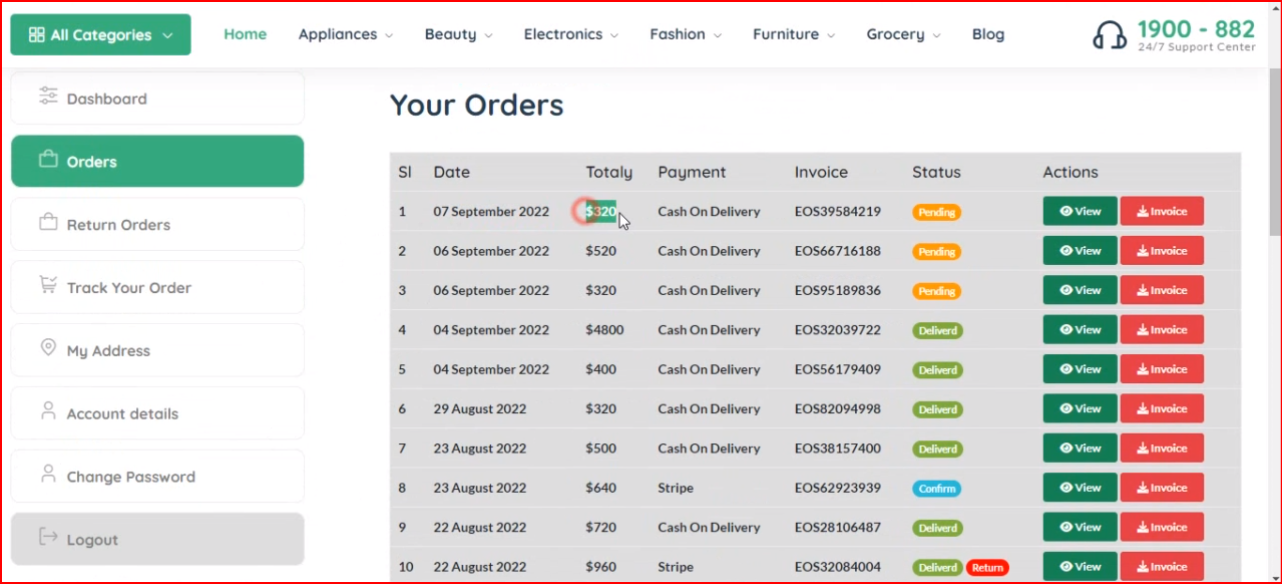 All Categories Home Appliances Beauty Electronics Fashion Furniture Grocery Blog 1900 - 882
24/7 Support Center
Dashboard
Orders
Return Orders
Track Your Order
My Address
Account details
Change Password
Logout
Your Orders
Sl Date Totaly Payment Invoice Status Actions
1 07 September 2022 $320 Cash On Delivery EOS39584219 Pending View Invoice
2 06 September 2022 $520 Cash On Delivery EOS66716188 Pending View Invoice
3 06 September 2022 $320 Cash On Delivery EOS95189836 Pending View Invoice
4 04 September 2022 $4800 Cash On Delivery EOS32039722 Deliverd View Invoice
5 04 September 2022 $400 Cash On Delivery EOS56179409 Deliverd View Invoice
6 29 August 2022 $320 Cash On Delivery EOS82094998 Deliverd View Invoice
7 23 August 2022 $500 Cash On Delivery EOS38157400 Deliverd View Invoice
8 23 August 2022 $640 Stripe EOS62923939 Confirm View Invoice
9 22 August 2022 $720 Cash On Delivery EOS28106487 Deliverd View Invoice
10 22 August 2022 $960 Stripe EOS32084004 Deliverd Return View Invoice